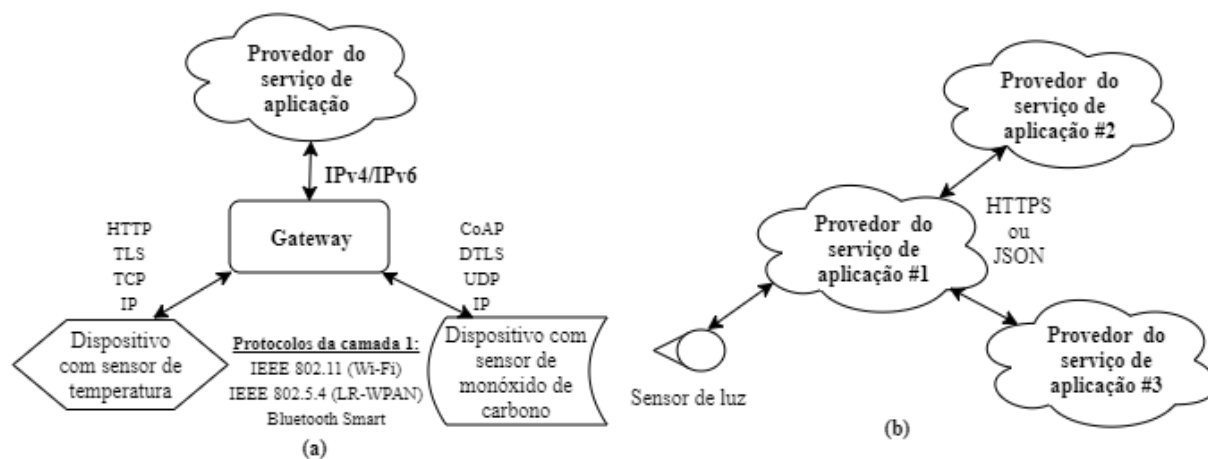 Provedor do
serviço de
aplicação
IPv4/IPv6
Gateway
HTTP
TLS
TCP
IP
CoAP
DTLS
UDP
IP
Dispositivo
com sensor de
temperatura
Protocolos da camada 1:
IEEE 802.11 (Wi-Fi)
IEEE 802.5.4 (LR-WPAN)
Bluetooth Smart
Dispositivo com
sensor de
monóxido de
carbono
(a)
Provedor do
serviço de
aplicação #2
Provedor do
serviço de
aplicação #1
HTTPS
ou
JSON
Provedor do
serviço de
aplicação #3
Sensor de luz
(b)